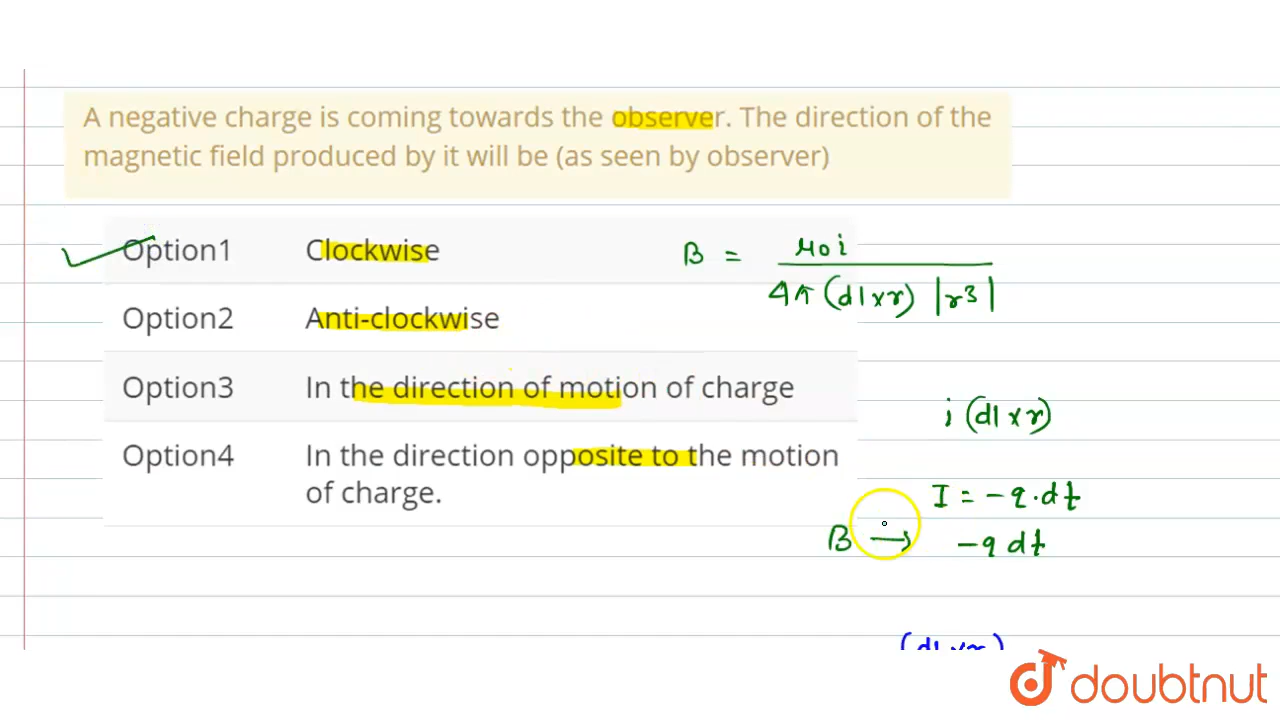 A negative charge is coming towards the observer. The direction of the
magnetic field produced by it will be (as seen by observer)
Option1 Clockwise
Option2 Anti-clockwise
Option3 In the direction of motion of charge
Option4 In the direction opposite to the motion
of charge.
B = μ0 i
4π (dl×r) |r3|
i (dl×r)
I = -q.dt
B → -q dt
(dl×r)
doubtnut